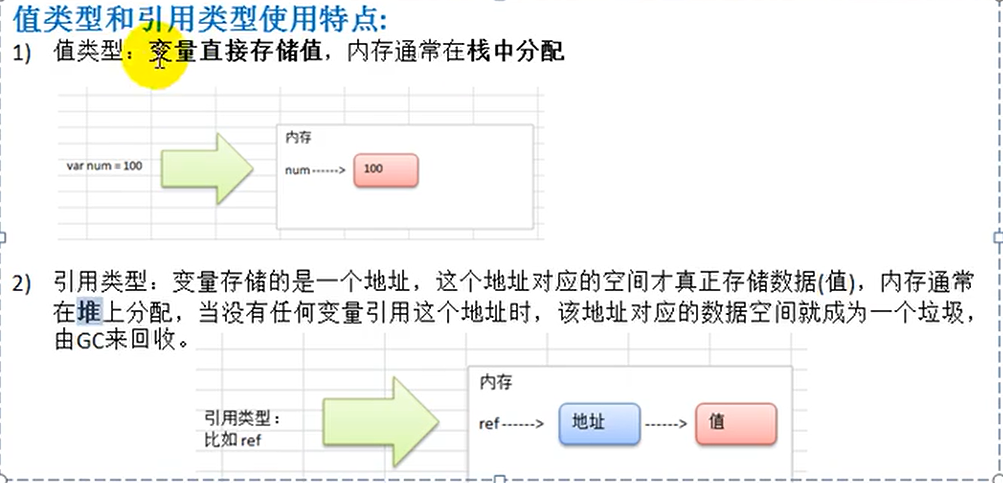 值类型和引用类型使用特点:
1) 值类型：变量直接存储值，内存通常在栈中分配
var num = 100
内存
num------> 100
2) 引用类型：变量存储的是一个地址，这个地址对应的空间才真正存储数据(值)，内存通常
在堆上分配，当没有任何变量引用这个地址时，该地址对应的数据空间就成为一个垃圾，
由GC来回收。
引用类型：
比如 ref
内存
ref------> 地址 ------> 值